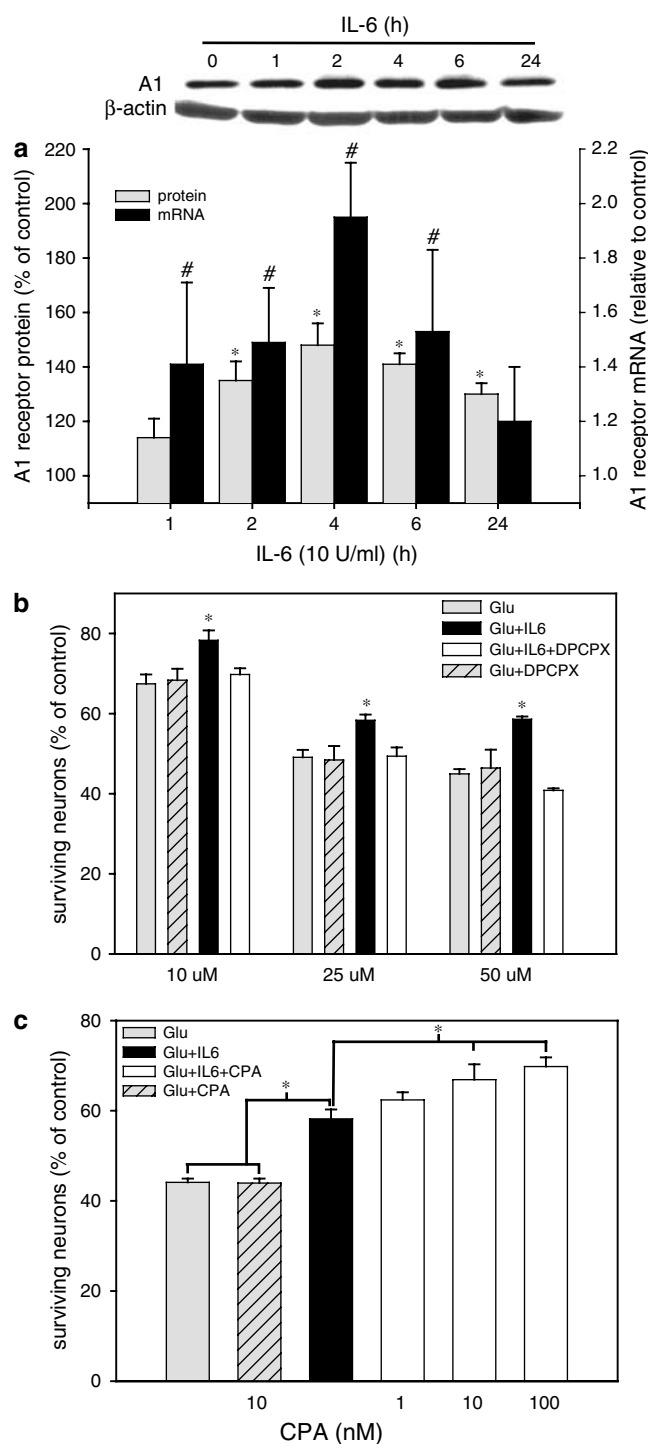 IL-6 (h)
0 1 2 4 6 24
A1
β-actin
a
220
200
180
160
140
120
100
2.2
2.0
1.8
1.6
1.4
1.2
1.0
A1 receptor protein (% of control)
A1 receptor mRNA (relative to control)
protein
mRNA
# # # #
* * * *
1 2 4 6 24
IL-6 (10 U/ml) (h)
b
80
60
40
20
0
surviving neurons (% of control)
Glu
Glu+IL6
Glu+IL6+DPCPX
Glu+DPCPX
* * *
10 uM 25 uM 50 uM
c
80
60
40
20
0
surviving neurons (% of control)
Glu
Glu+IL6
Glu+IL6+CPA
Glu+CPA
* *
10 1 10 100
CPA (nM)